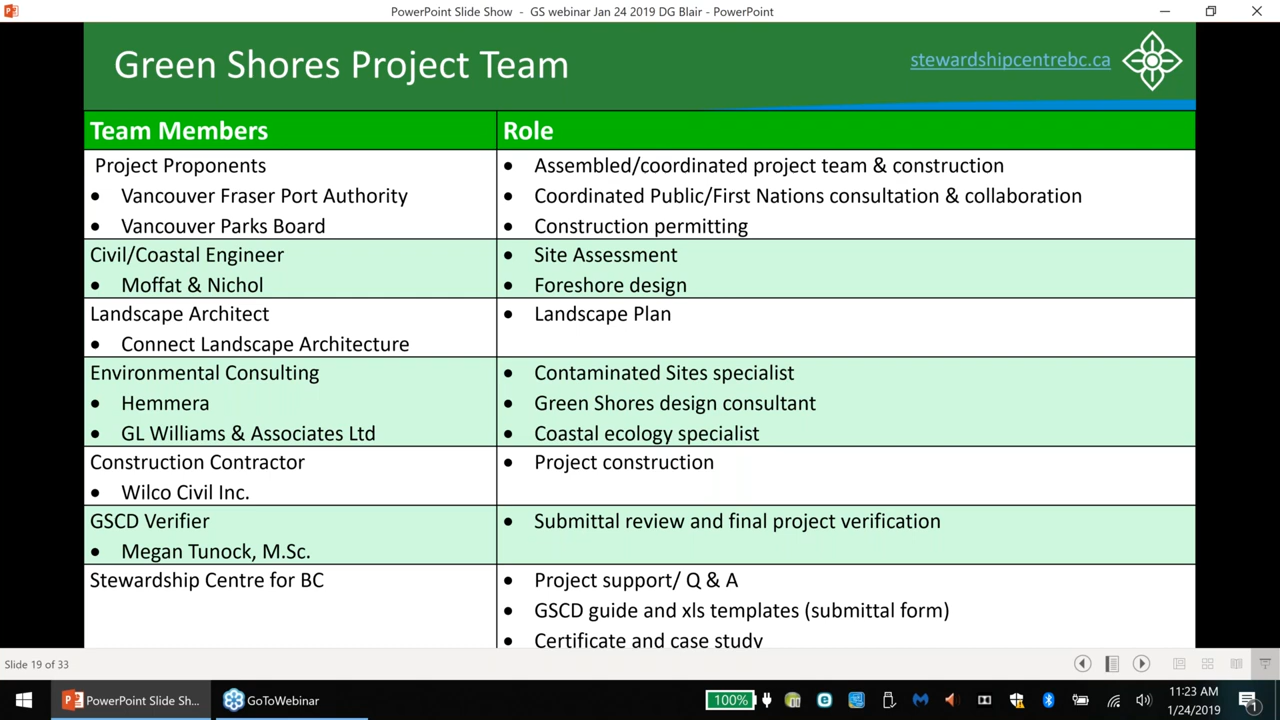 PowerPoint Slide Show - GS webinar Jan 24 2019 DG Blair - PowerPoint
Green Shores Project Team
stewardshipcentrebc.ca
Team Members
Role
Project Proponents
• Vancouver Fraser Port Authority
• Vancouver Parks Board
• Assembled/coordinated project team & construction
• Coordinated Public/First Nations consultation & collaboration
• Construction permitting
Civil/Coastal Engineer
• Moffat & Nichol
• Site Assessment
• Foreshore design
Landscape Architect
• Connect Landscape Architecture
• Landscape Plan
Environmental Consulting
• Hemmera
• GL Williams & Associates Ltd
• Contaminated Sites specialist
• Green Shores design consultant
• Coastal ecology specialist
Construction Contractor
• Wilco Civil Inc.
• Project construction
GSCD Verifier
• Megan Tunock, M.Sc.
• Submittal review and final project verification
Stewardship Centre for BC
• Project support/ Q & A
• GSCD guide and xls templates (submittal form)
• Certificate and case study
Slide 19 of 33
PowerPoint Slide Sh...
GoToWebinar
100%
11:23 AM
1/24/2019
1